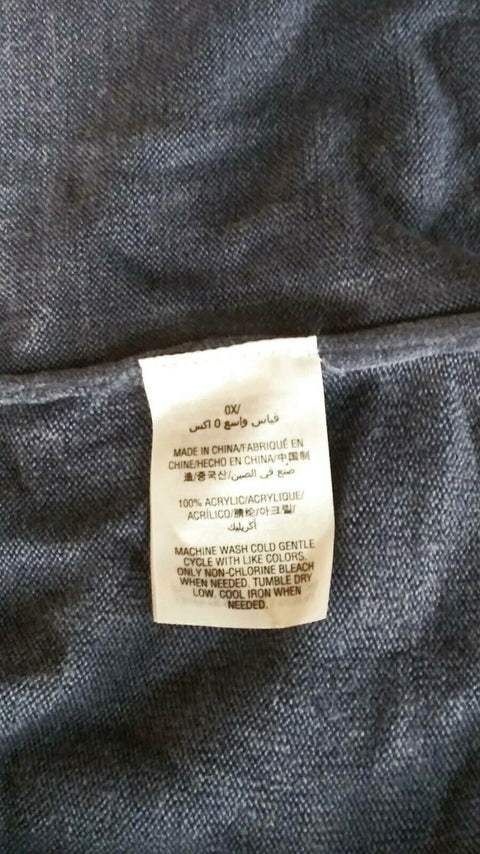 0X/
قياس واسع 0 اكس
MADE IN CHINA/FABRIQUÉ EN
CHINE/HECHO EN CHINA/中国制
造/중국산/صُنع في الصين
100% ACRYLIC/ACRYLIQUE/
ACRÍLICO/腈纶/아크릴/
أكريليك
MACHINE WASH COLD GENTLE
CYCLE WITH LIKE COLORS.
ONLY NON-CHLORINE BLEACH
WHEN NEEDED. TUMBLE DRY
LOW. COOL IRON WHEN
NEEDED.